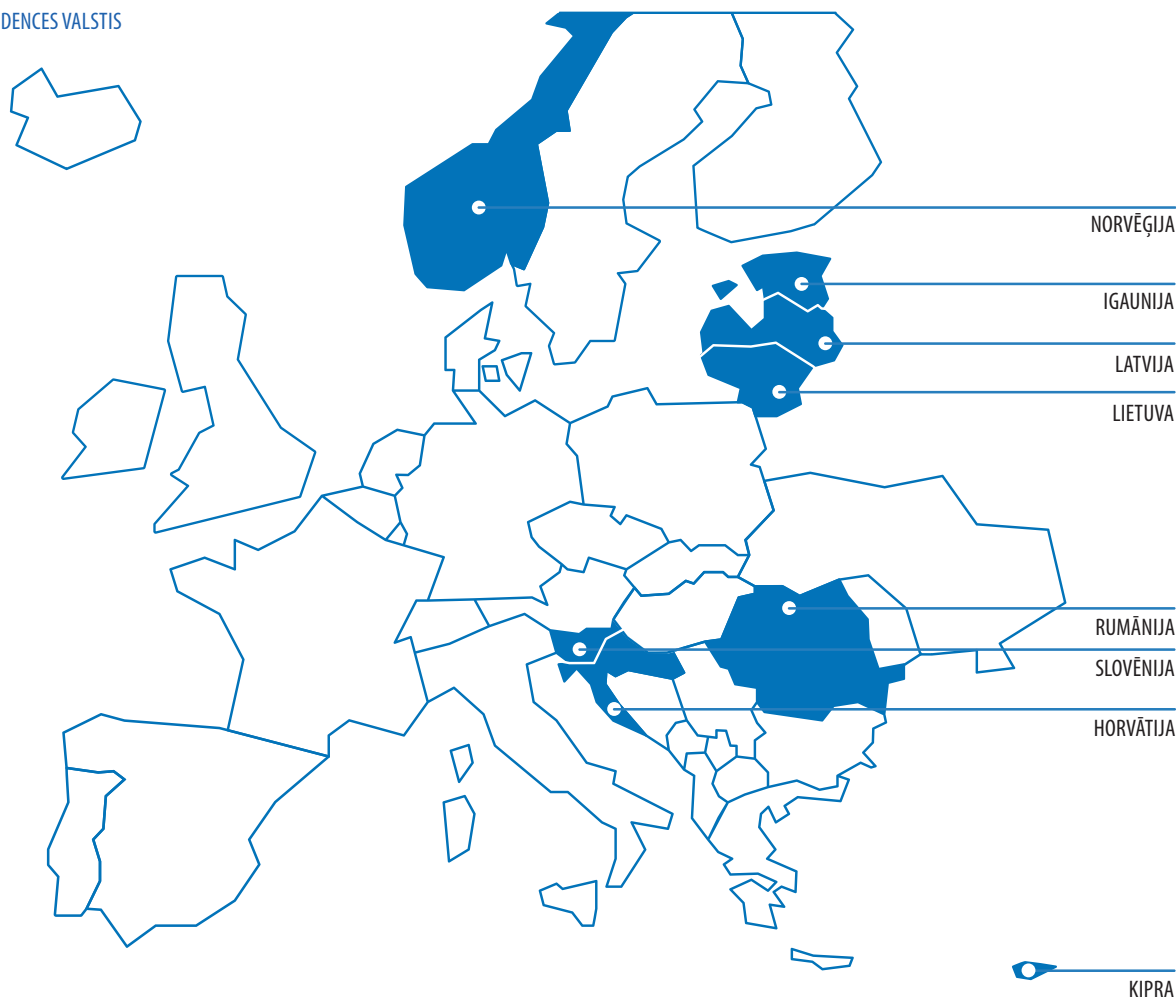 DENCES VALSTIS
NORVĒĢIJA
IGAUNIJA
LATVIJA
LIETUVA
RUMĀNIJA
SLOVĒNIJA
HORVĀTIJA
KIPRA